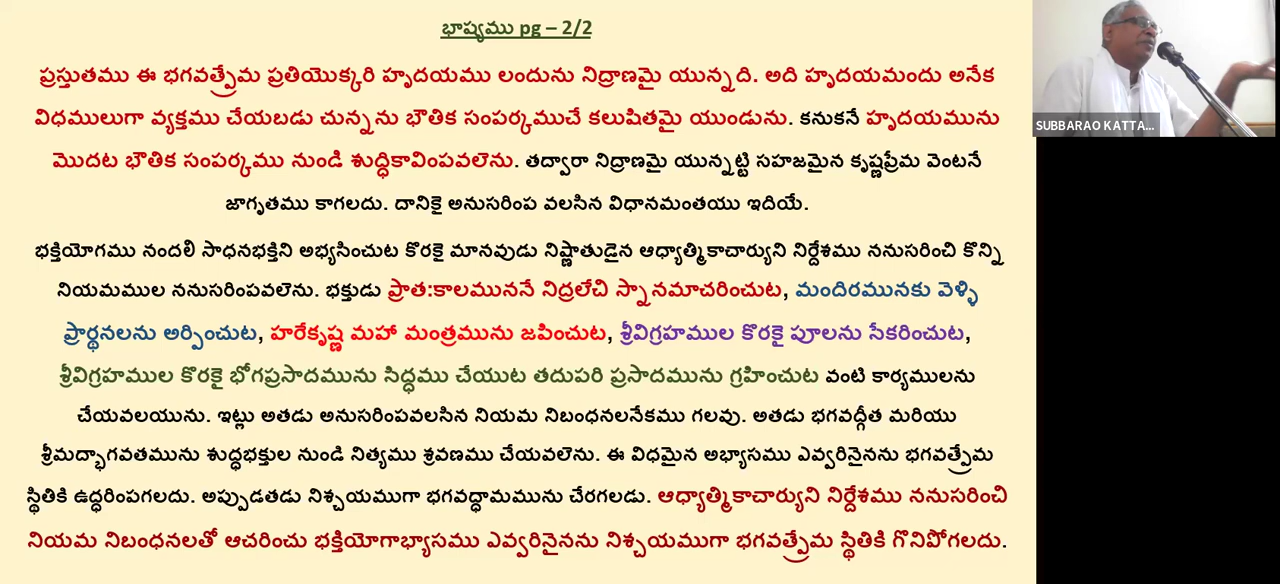 భాష్యము pg – 2/2
ప్రస్తుతము ఈ భగవత్ప్రేమ ప్రతియొక్కరి హృదయము లందును నిద్రాణమై యున్నది. అది హృదయమందు అనేక
విధములుగా వ్యక్తము చేయబడు చున్నను భౌతిక సంపర్కముచే కలుషితమై యుండును. కనుకనే హృదయమును
మొదట భౌతిక సంపర్కము నుండి శుద్ధికావింపవలెను. తద్వారా నిద్రాణమై యున్నట్టి సహజమైన కృష్ణప్రేమ వెంటనే
జాగృతము కాగలదు. దానికై అనుసరింప వలసిన విధానమంతయు ఇదియే.
భక్తియోగము నందలి సాధనభక్తిని అభ్యసించుట కొరకై మానవుడు నిష్ణాతుడైన ఆధ్యాత్మికాచార్యుని నిర్దేశము ననుసరించి కొన్ని
నియమముల ననుసరింపవలెను. భక్తుడు ప్రాత:కాలముననే నిద్రలేచి స్నానమాచరించుట, మందిరమునకు వెళ్ళి
ప్రార్థనలను అర్పించుట, హరేకృష్ణ మహా మంత్రమును జపించుట, శ్రీవిగ్రహముల కొరకై పూలను సేకరించుట,
శ్రీవిగ్రహముల కొరకై భోగప్రసాదమును సిద్ధము చేయుట తదుపరి ప్రసాదమును గ్రహించుట వంటి కార్యములను
చేయవలయును. ఇట్లు అతడు అనుసరింపవలసిన నియమ నిబంధనలనేకము గలవు. అతడు భగవద్గీత మరియు
శ్రీమద్భాగవతమును శుద్ధభక్తుల నుండి నిత్యము శ్రవణము చేయవలెను. ఈ విధమైన అభ్యాసము ఎవ్వరినైనను భగవత్ప్రేమ
స్థితికి ఉద్ధరింపగలదు. అప్పుడతడు నిశ్చయముగా భగవద్ధామమును చేరగలడు. ఆధ్యాత్మికాచార్యుని నిర్దేశము ననుసరించి
నియమ నిబంధనలతో ఆచరించు భక్తియోగాభ్యాసము ఎవ్వరినైనను నిశ్చయముగా భగవత్ప్రేమ స్థితికి గొనిపోగలదు.
SUBBARAO KATTA...